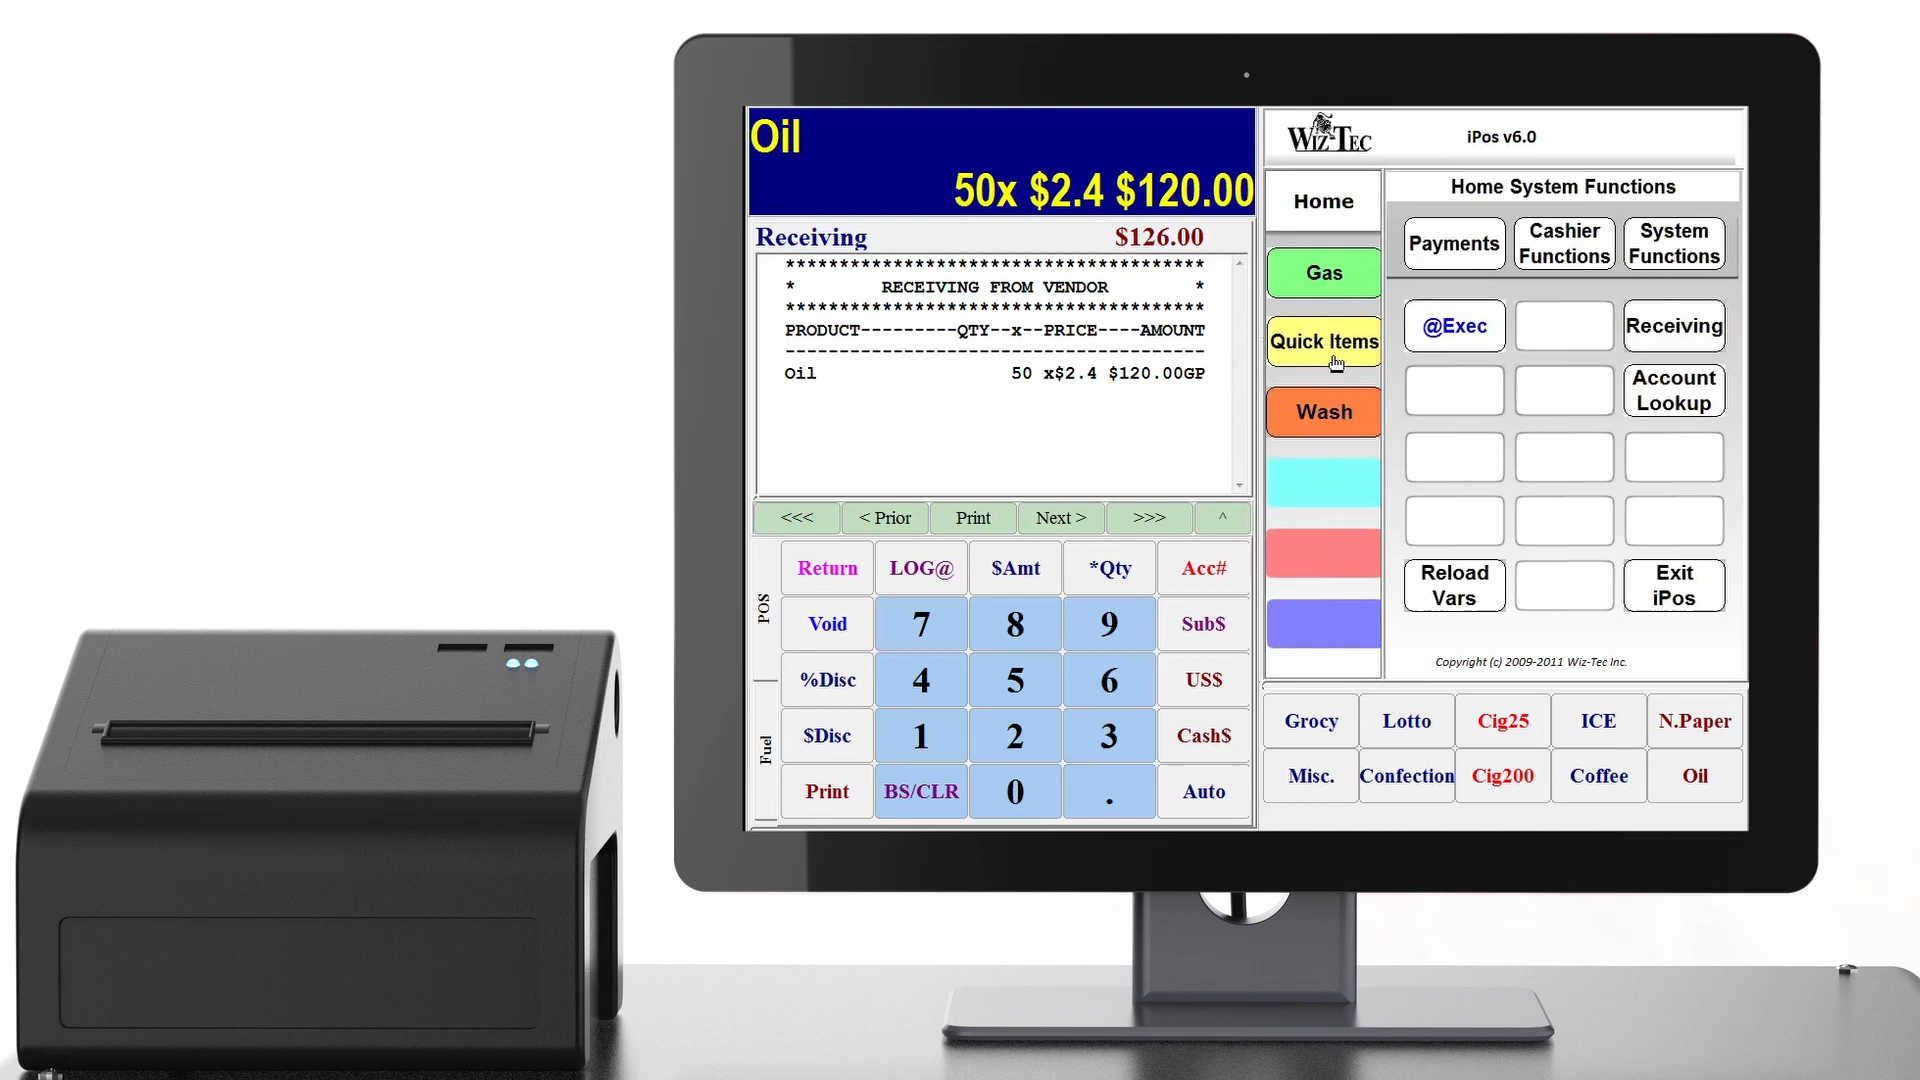 Oil
50x $2.4 $120.00
Receiving $126.00
***************************************
* RECEIVING FROM VENDOR *
***************************************
PRODUCT---------QTY--x--PRICE----AMOUNT
---------------------------------------
Oil 50 x$2.4 $120.00GP
<<< < Prior Print Next > >>> ^
POS
Fuel
Return LOG@ $Amt *Qty Acc#
Void 7 8 9 Sub$
%Disc 4 5 6 US$
$Disc 1 2 3 Cash$
Print BS/CLR 0 . Auto
WIZ-TEC iPos v6.0
Home
Gas
Quick Items
Wash
Home System Functions
Payments
Cashier
Functions
System
Functions
@Exec
Receiving
Account
Lookup
Reload
Vars
Exit
iPos
Copyright (c) 2009-2011 Wiz-Tec Inc.
Grocy Lotto Cig25 ICE N.Paper
Misc. Confection Cig200 Coffee Oil